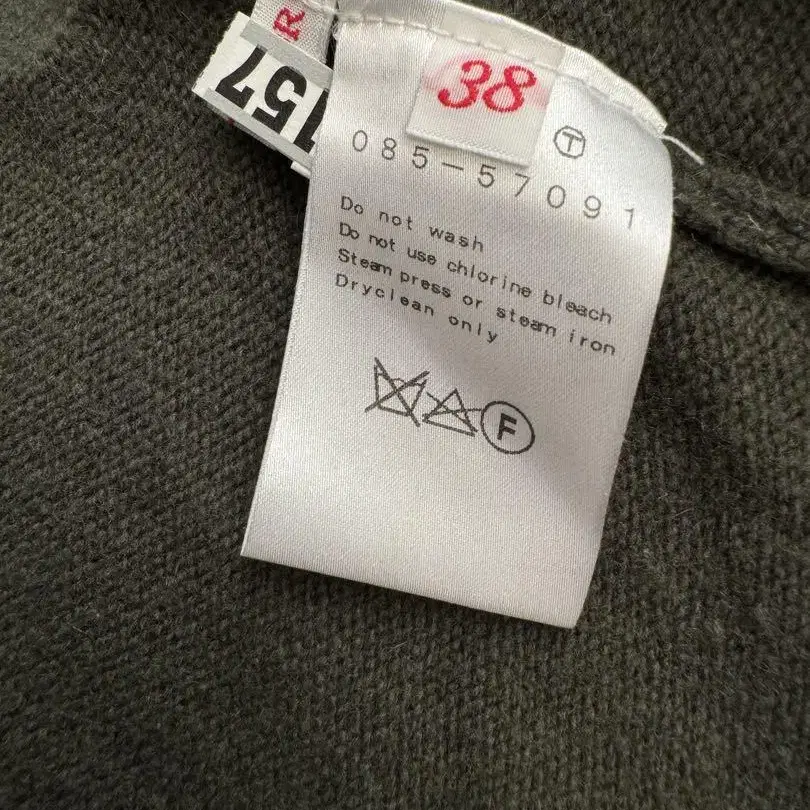 R
157
38
T
085-57091
Do not wash
Do not use chlorine bleach
Steam press or steam iron
Dryclean only
F